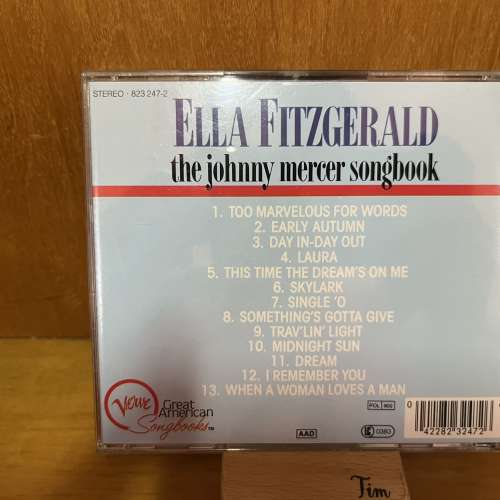 STEREO · 823 247-2
ELLA FITZGERALD
the johnny mercer songbook
1. TOO MARVELOUS FOR WORDS
2. EARLY AUTUMN
3. DAY IN-DAY OUT
4. LAURA
5. THIS TIME THE DREAM'S ON ME
6. SKYLARK
7. SINGLE 'O
8. SOMETHING'S GOTTA GIVE
9. TRAV'LIN' LIGHT
10. MIDNIGHT SUN
11. DREAM
12. I REMEMBER YOU
13. WHEN A WOMAN LOVES A MAN
Verve
Great
American
Songbooks
AAD
0 42282 32472
Tim